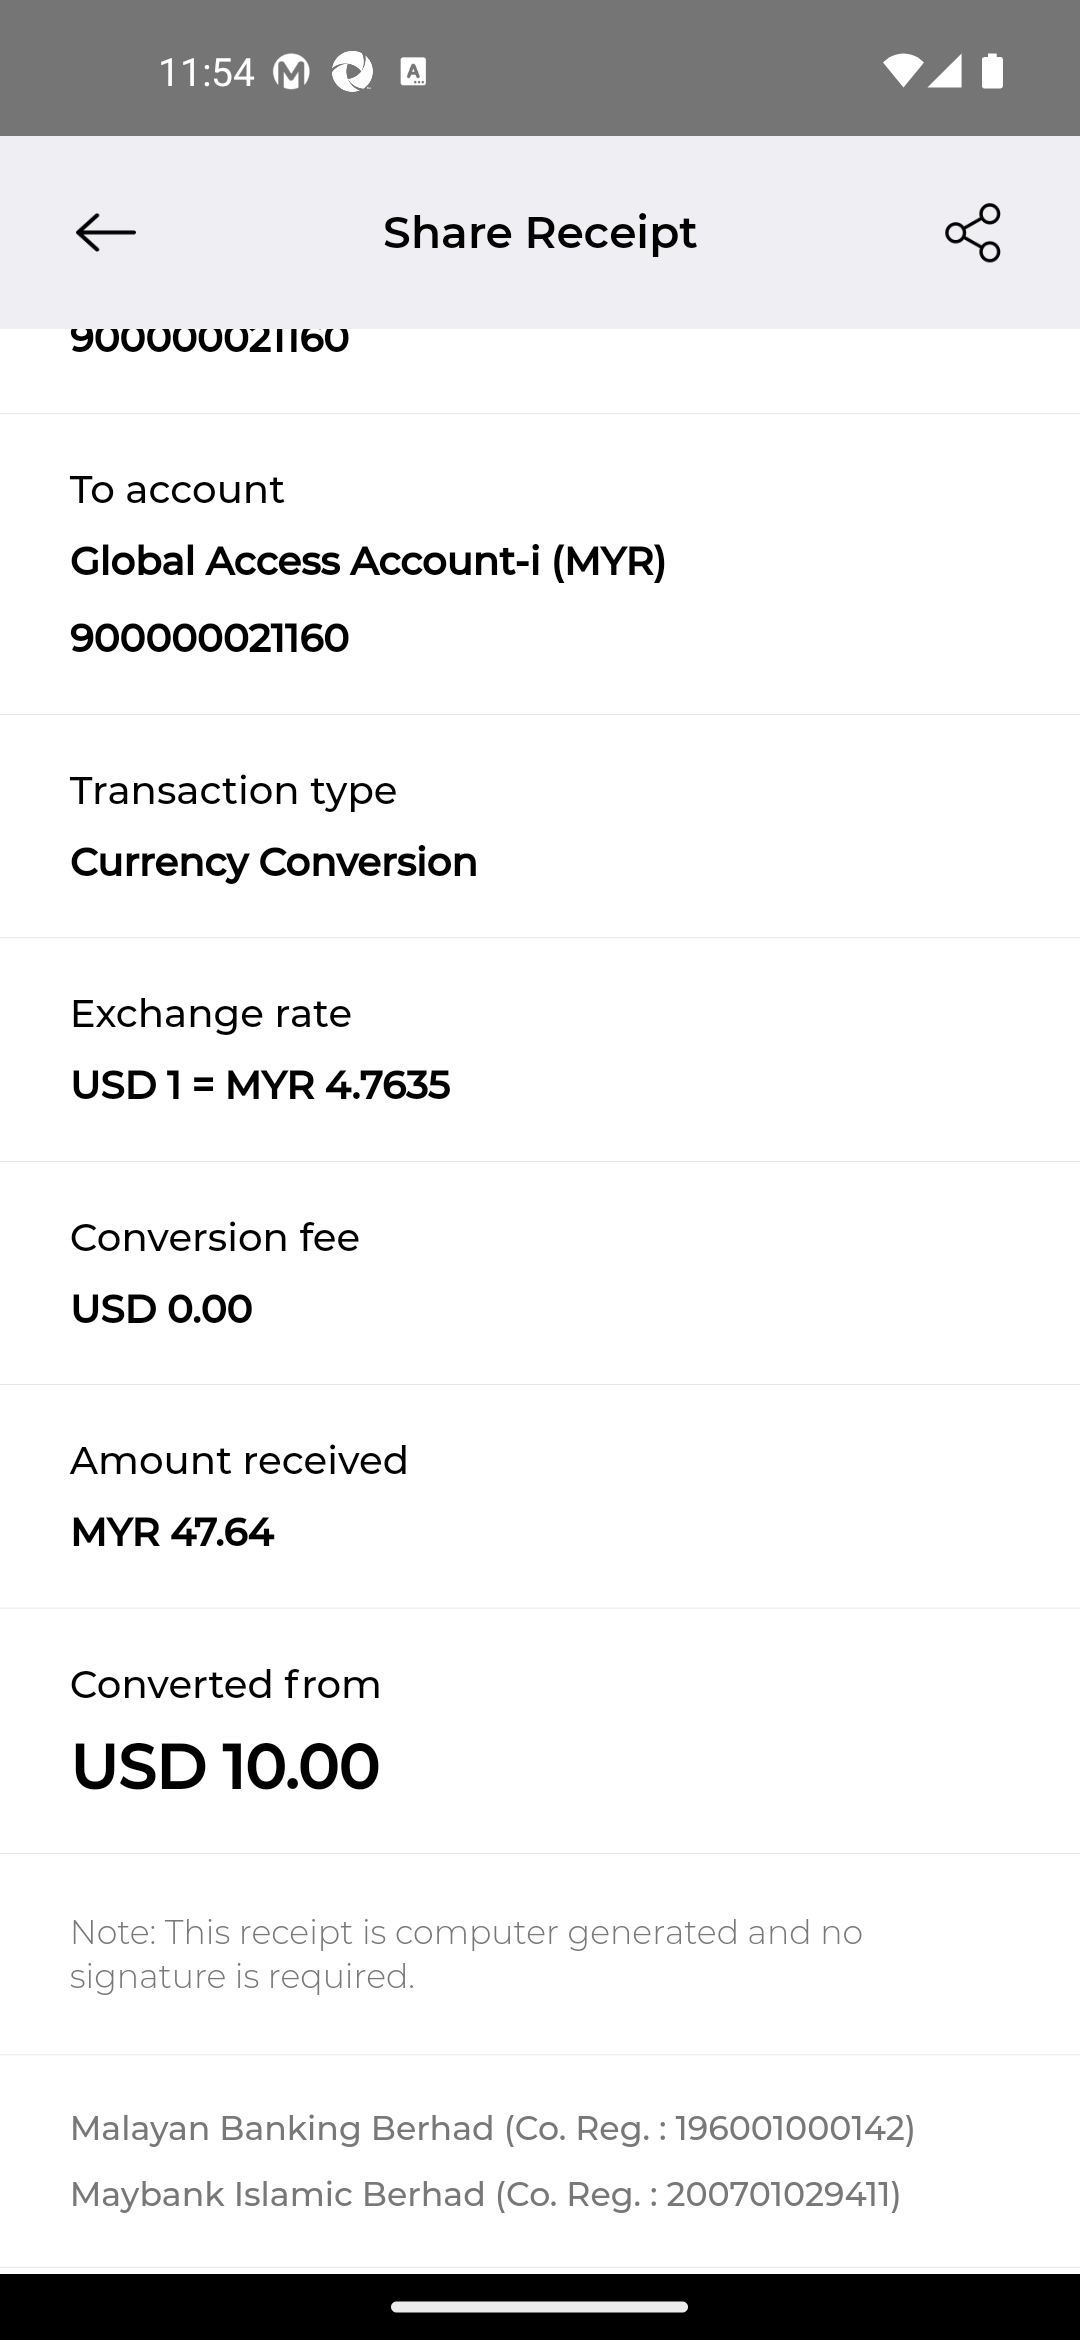 11:54
Share Receipt
900000021160
To account
Global Access Account-i (MYR)
900000021160
Transaction type
Currency Conversion
Exchange rate
USD 1 = MYR 4.7635
Conversion fee
USD 0.00
Amount received
MYR 47.64
Converted from
USD 10.00
Note: This receipt is computer generated and no
signature is required.
Malayan Banking Berhad (Co. Reg. : 196001000142)
Maybank Islamic Berhad (Co. Reg. : 200701029411)